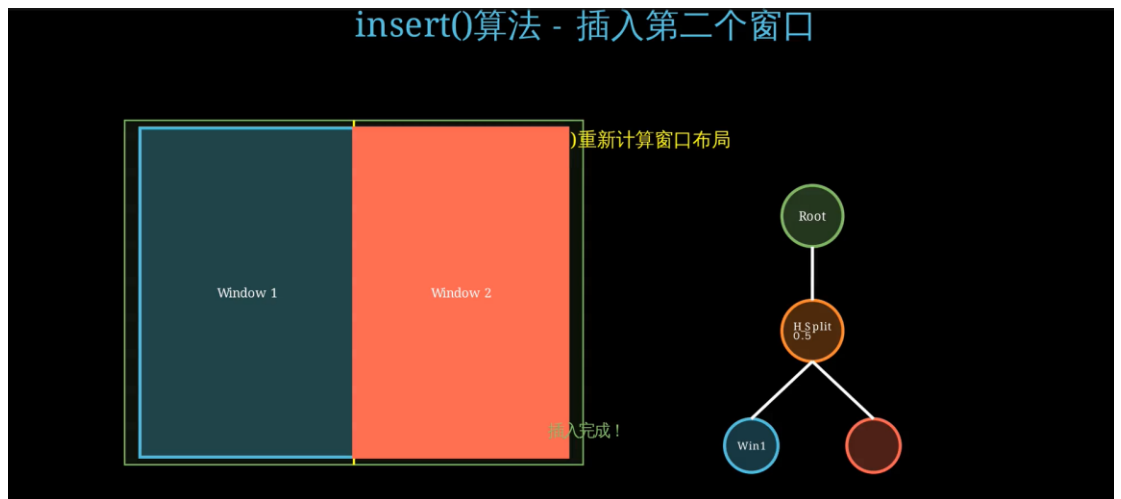 insert()算法 - 插入第二个窗口
)重新计算窗口布局
Root
Window 1
Window 2
HSplit
0.5
插入完成！
Win1